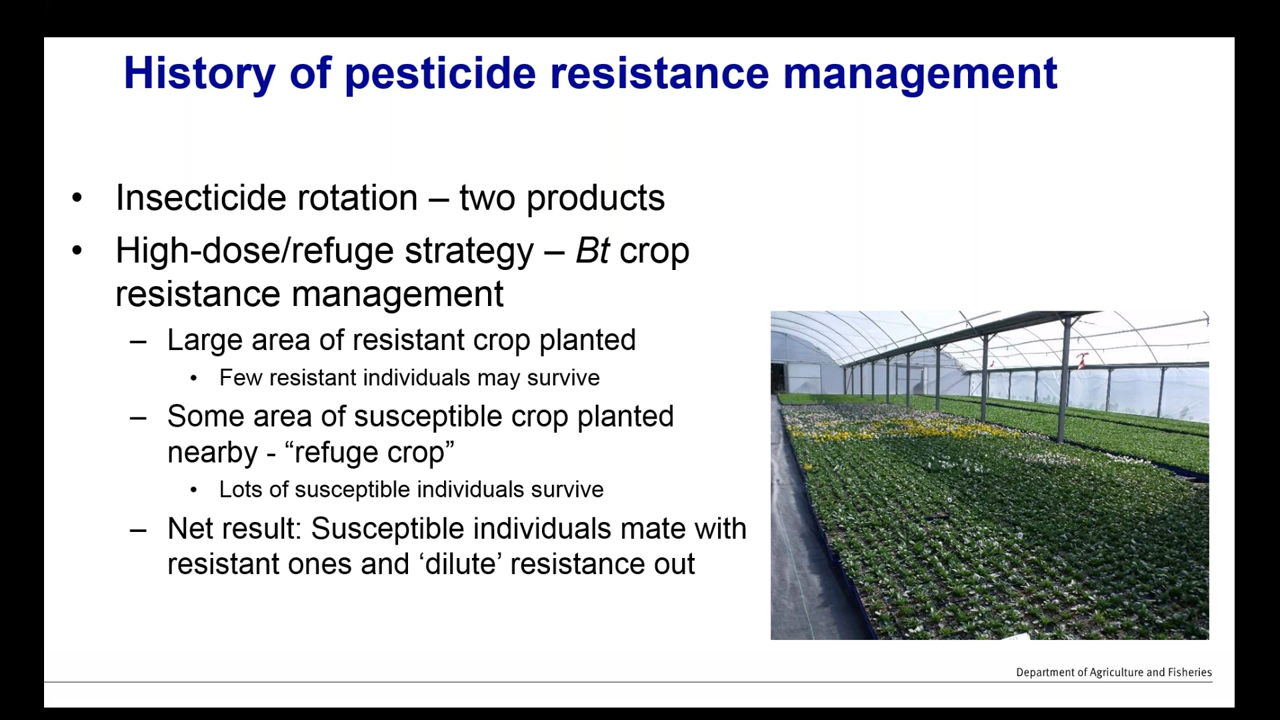 History of pesticide resistance management
• Insecticide rotation – two products
• High-dose/refuge strategy – Bt crop
resistance management
– Large area of resistant crop planted
• Few resistant individuals may survive
– Some area of susceptible crop planted
nearby - “refuge crop”
• Lots of susceptible individuals survive
– Net result: Susceptible individuals mate with
resistant ones and ‘dilute’ resistance out
Department of Agriculture and Fisheries